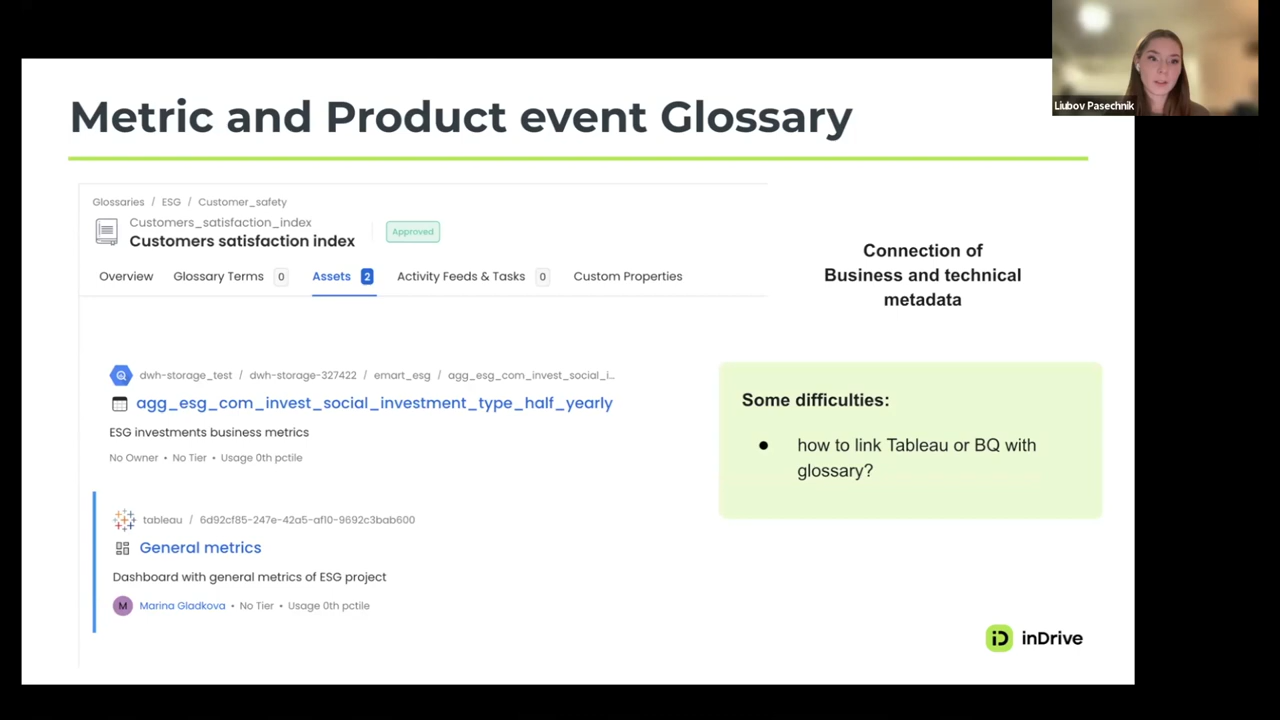 Liubov Pasechnik
Metric and Product event Glossary
Glossaries / ESG / Customer_safety
Customers_satisfaction_index
Customers satisfaction index
Approved
Overview Glossary Terms 0 Assets 2 Activity Feeds & Tasks 0 Custom Properties
dwh-storage_test / dwh-storage-327422 / emart_esg / agg_esg_com_invest_social_i...
agg_esg_com_invest_social_investment_type_half_yearly
ESG investments business metrics
No Owner • No Tier • Usage 0th pctile
tableau / 6d92cf85-247e-42a5-af10-9692c3bab600
General metrics
Dashboard with general metrics of ESG project
M Marina Gladkova • No Tier • Usage 0th pctile
Connection of
Business and technical
metadata
Some difficulties:
● how to link Tableau or BQ with
glossary?
iD inDrive